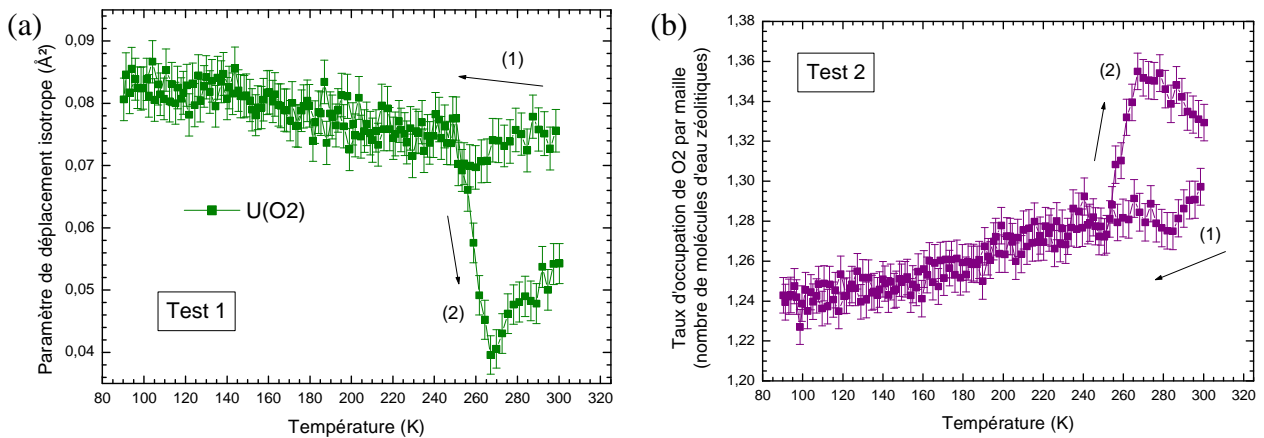 (a)
0,09
0,08
0,07
0,06
0,05
0,04
Paramètre de déplacement isotrope (Å²)
(1)
U(O2)
Test 1
(2)
80 100 120 140 160 180 200 220 240 260 280 300 320
Température (K)
(b)
1,38
1,36
1,34
1,32
1,30
1,28
1,26
1,24
1,22
1,20
Taux d'occupation de O2 par maille
(nombre de molécules d'eau zéolitiques)
Test 2
(2)
(1)
80 100 120 140 160 180 200 220 240 260 280 300 320
Température (K)